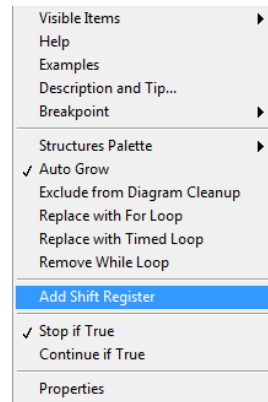 Visible Items
Help
Examples
Description and Tip...
Breakpoint
Structures Palette
Auto Grow
Exclude from Diagram Cleanup
Replace with For Loop
Replace with Timed Loop
Remove While Loop
Add Shift Register
Stop if True
Continue if True
Properties